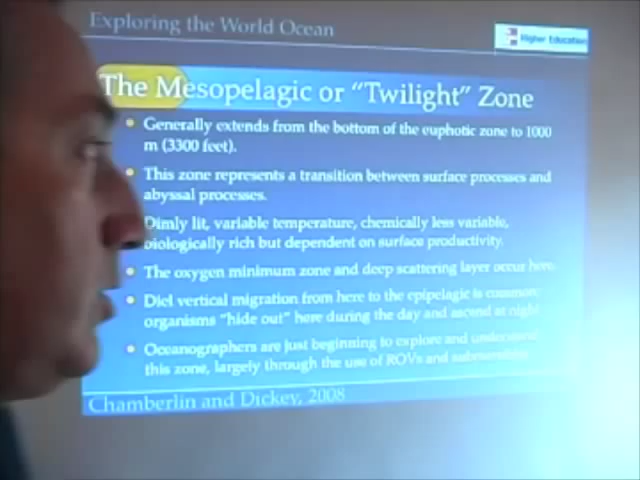 Exploring the World Ocean
Higher Education
The Mesopelagic or "Twilight" Zone
Generally extends from the bottom of the euphotic zone to 1000
m (3300 feet).
This zone represents a transition between surface processes and
abyssal processes.
Dimly lit, variable temperature, chemically less variable,
biologically rich but dependent on surface productivity.
The oxygen minimum zone and deep scattering layer occur here.
Diel vertical migration from here to the epipelagic is common,
organisms "hide out" here during the day and ascend at night.
Oceanographers are just beginning to explore and understand
this zone, largely through the use of ROVs and submersibles.
Chamberlin and Dickey, 2008